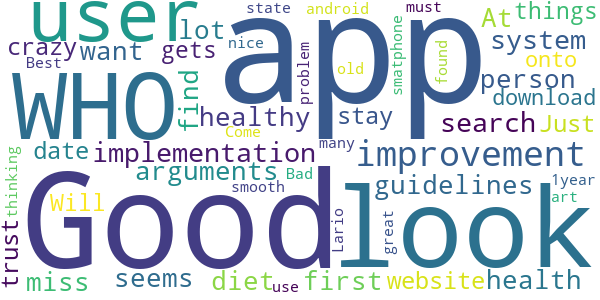 user
app
state
android
must
At
things
crazy
want
lot
gets
nice
system
Best
WHO
find
problem
old
smatphone
found
person
onto
healthy
stay
download
Come
search
Just
date
implementation
many
improvement
thinking
arguments
Bad
Good
look
guidelines
1year
smooth
art
Will
Lario
great
trust
miss
seems
diet
first
website
health
use